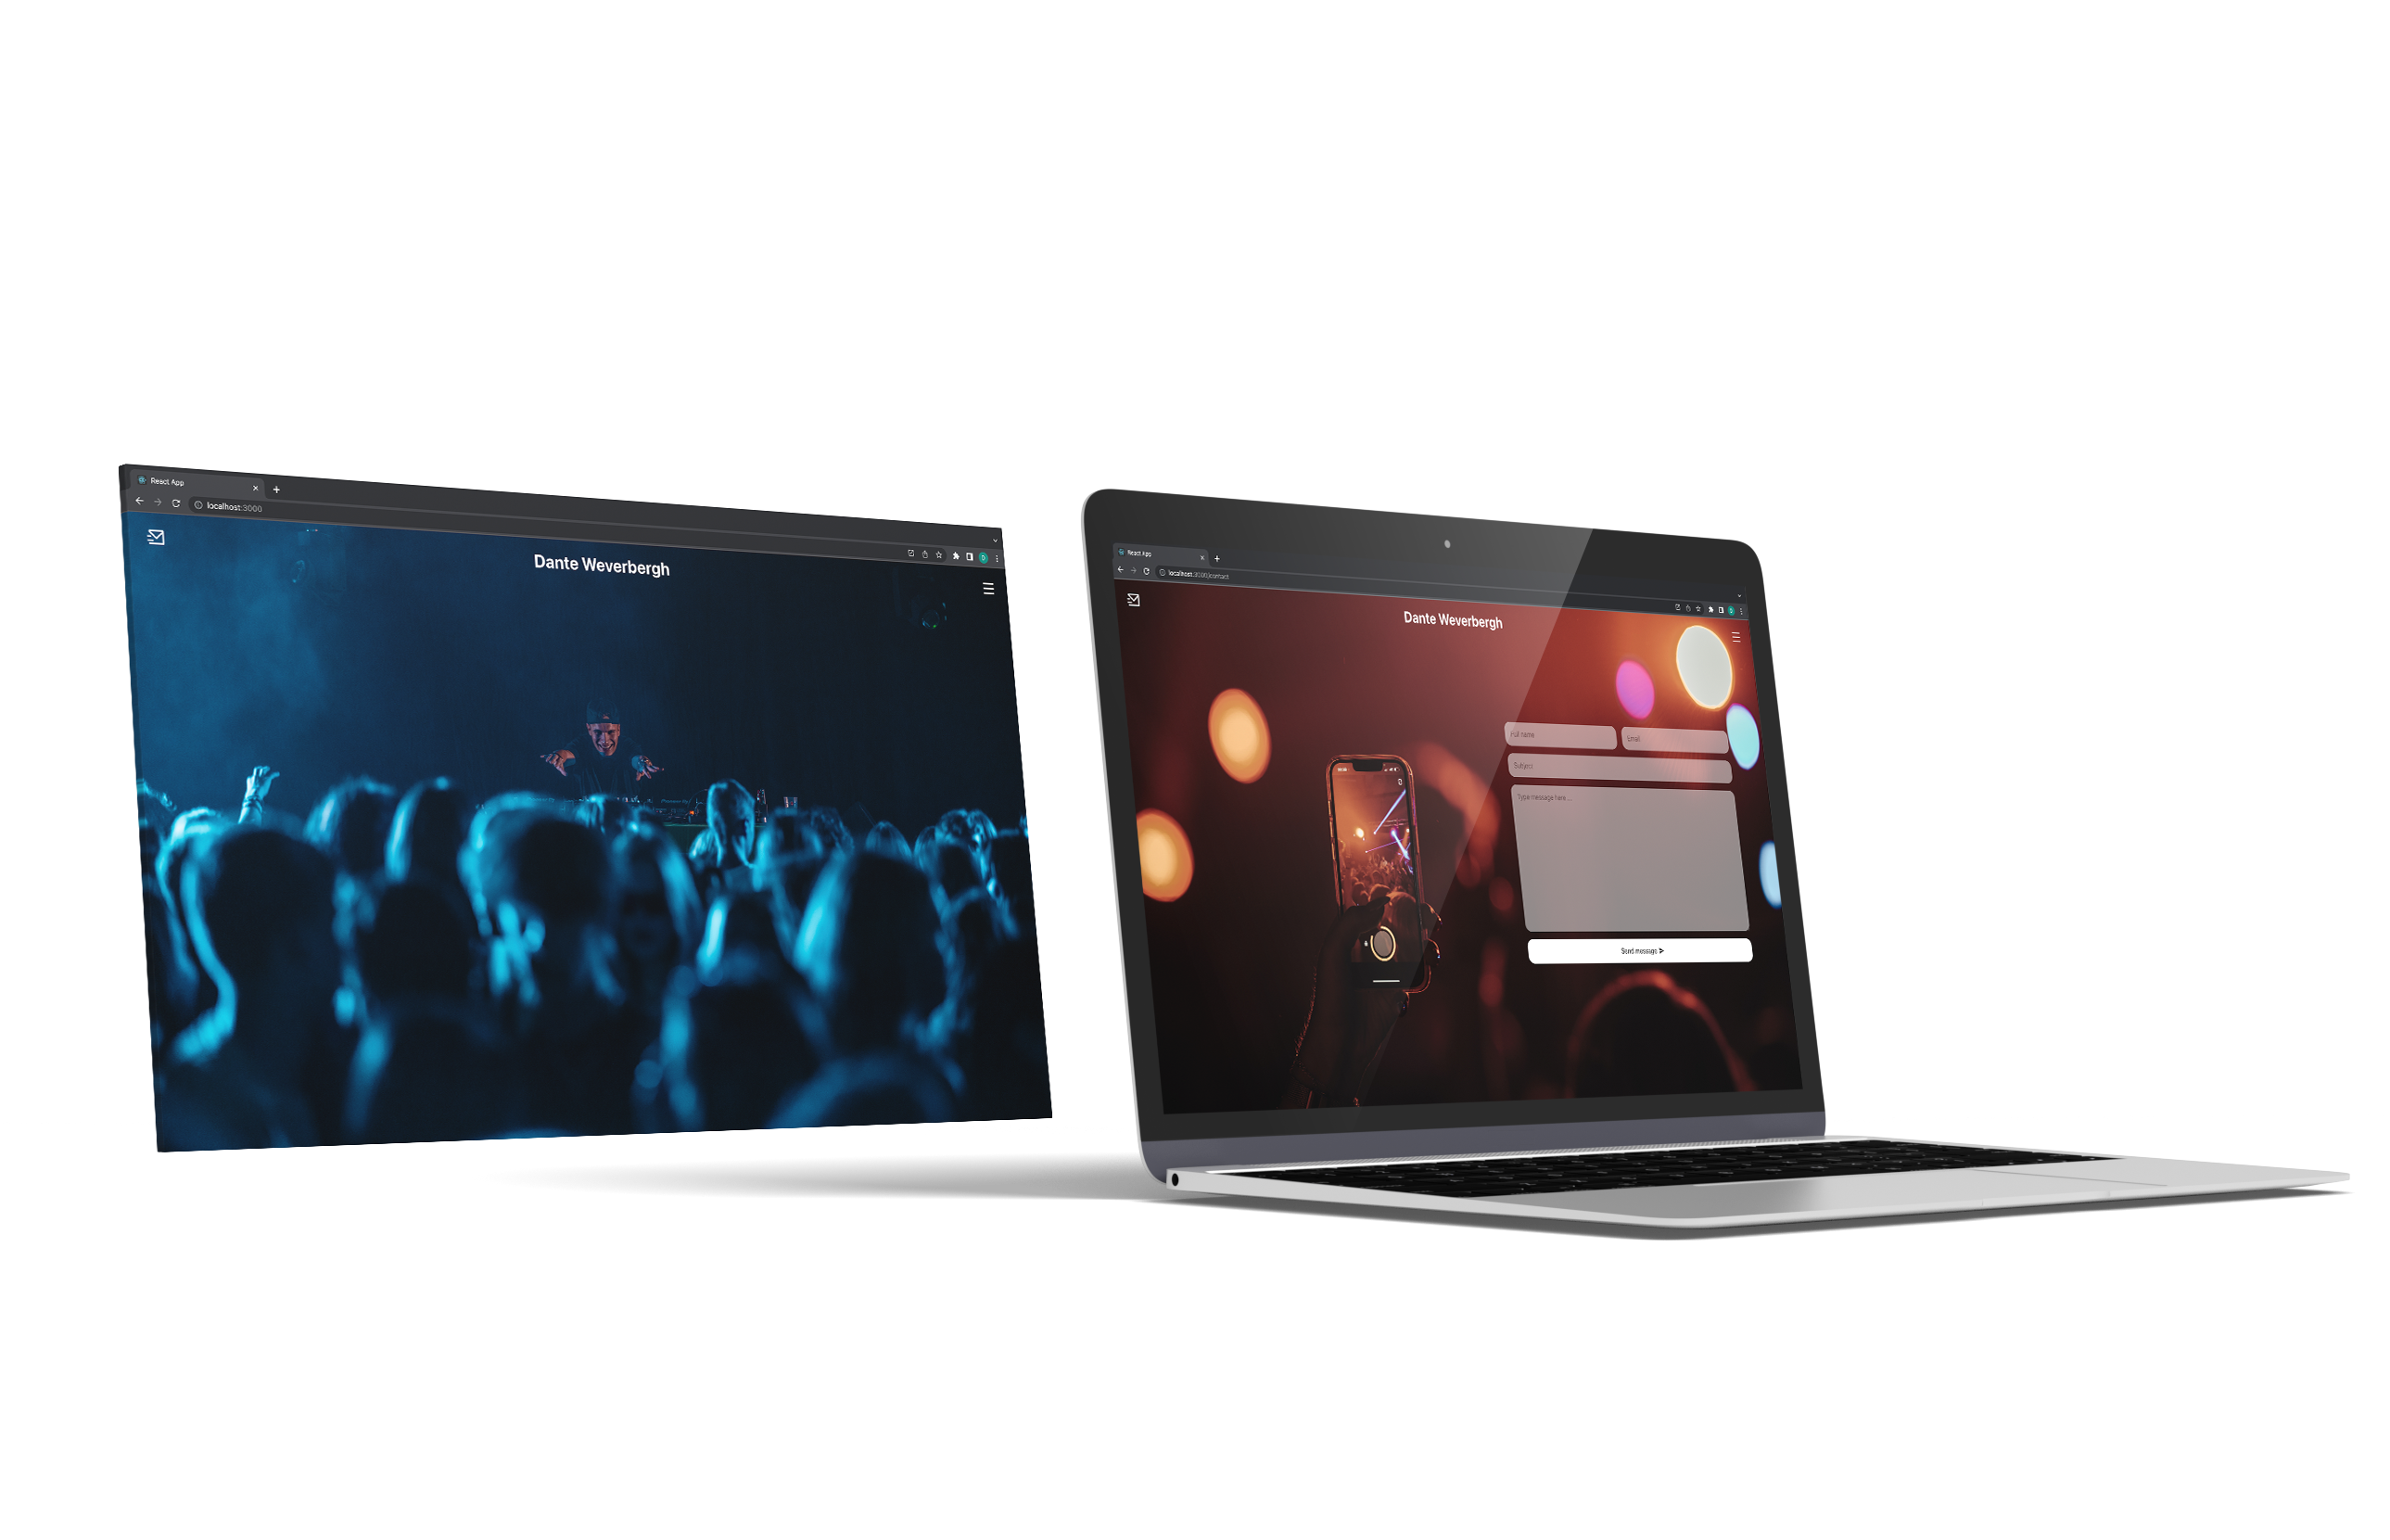 React App
localhost:3000
Dante Weverbergh
React App
localhost:3000/contact
Dante Weverbergh
Full name
Email
Subject
Type message here ...
Send message